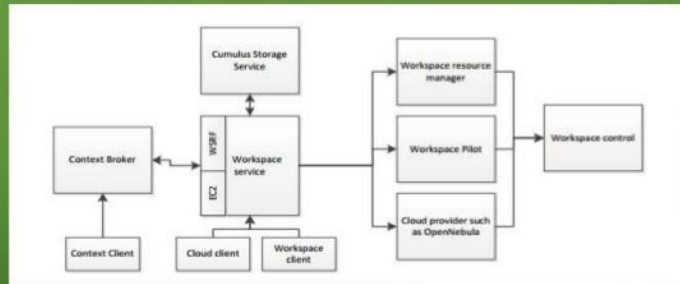 Cumulus Storage
Service
Workspace resource
manager
Context Broker
WSRF
EC2
Workspace
service
Workspace Pilot
Workspace control
Cloud provider such
as OpenNebula
Context Client
Cloud client
Workspace
client